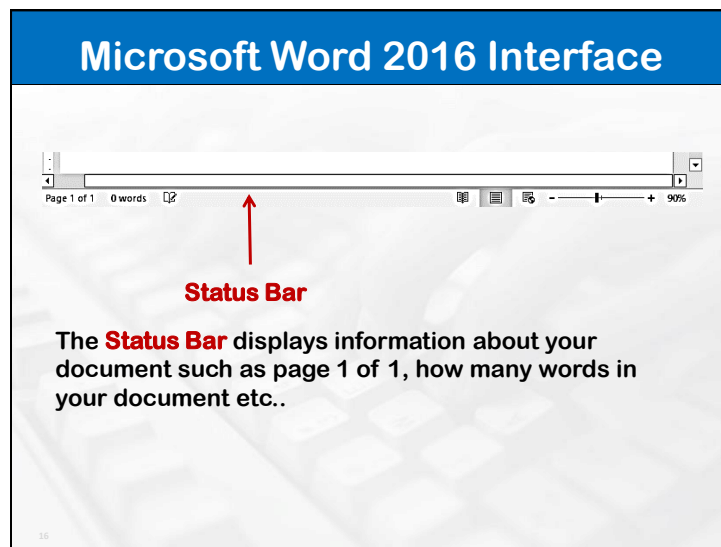 Microsoft Word 2016 Interface
Page 1 of 1 0 words 90%
Status Bar
The Status Bar displays information about your
document such as page 1 of 1, how many words in
your document etc..
16